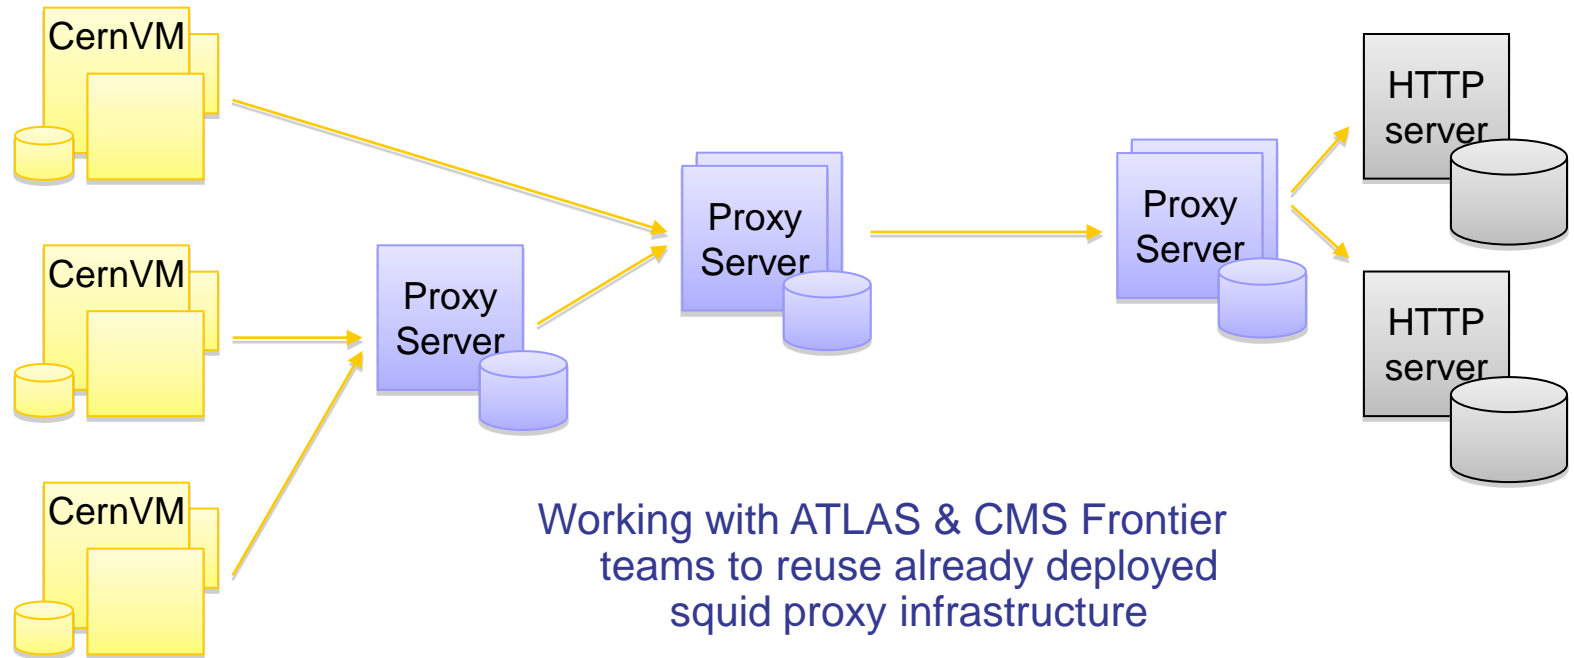 CernVM
HTTP
server
Proxy
Server
Proxy
Server
CernVM
Proxy
Server
HTTP
server
CernVM
Working with ATLAS & CMS Frontier
teams to reuse already deployed
squid proxy infrastructure